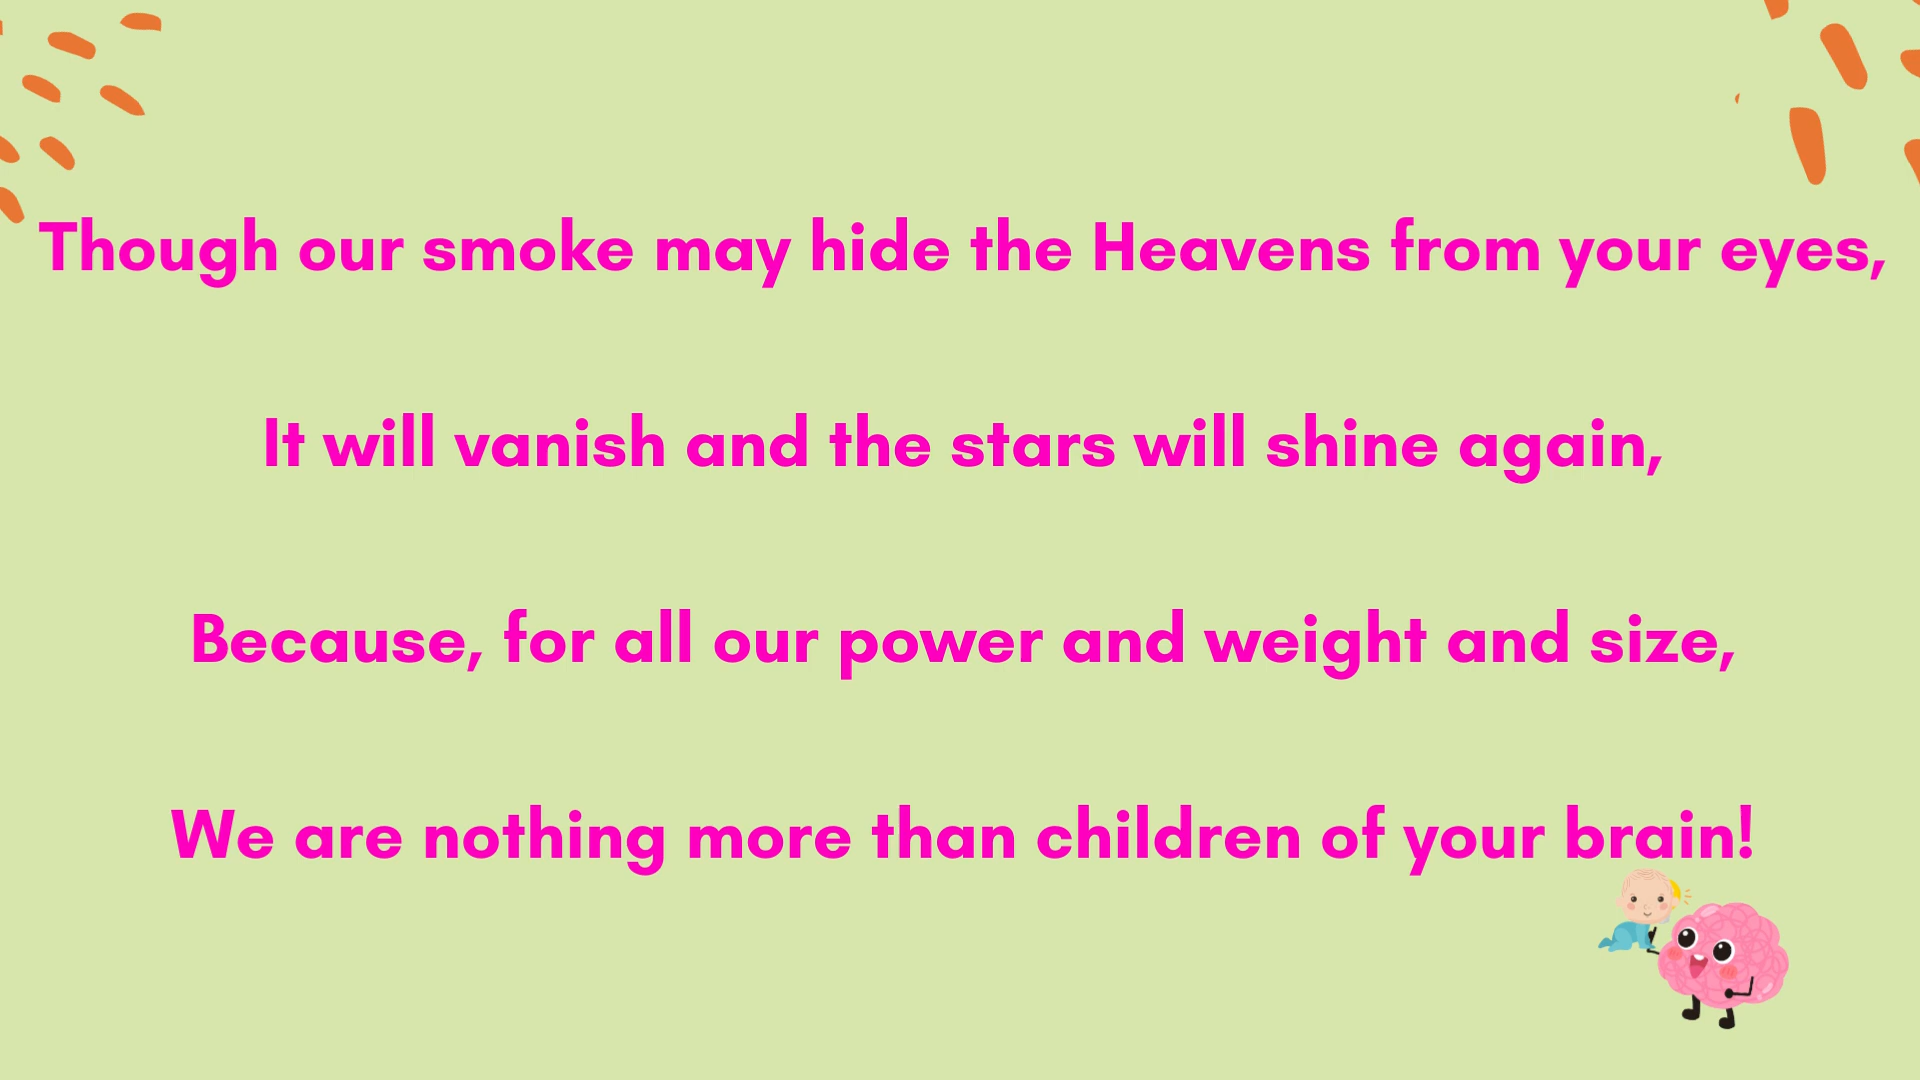 Though our smoke may hide the Heavens from your eyes,
It will vanish and the stars will shine again,
Because, for all our power and weight and size,
We are nothing more than children of your brain!